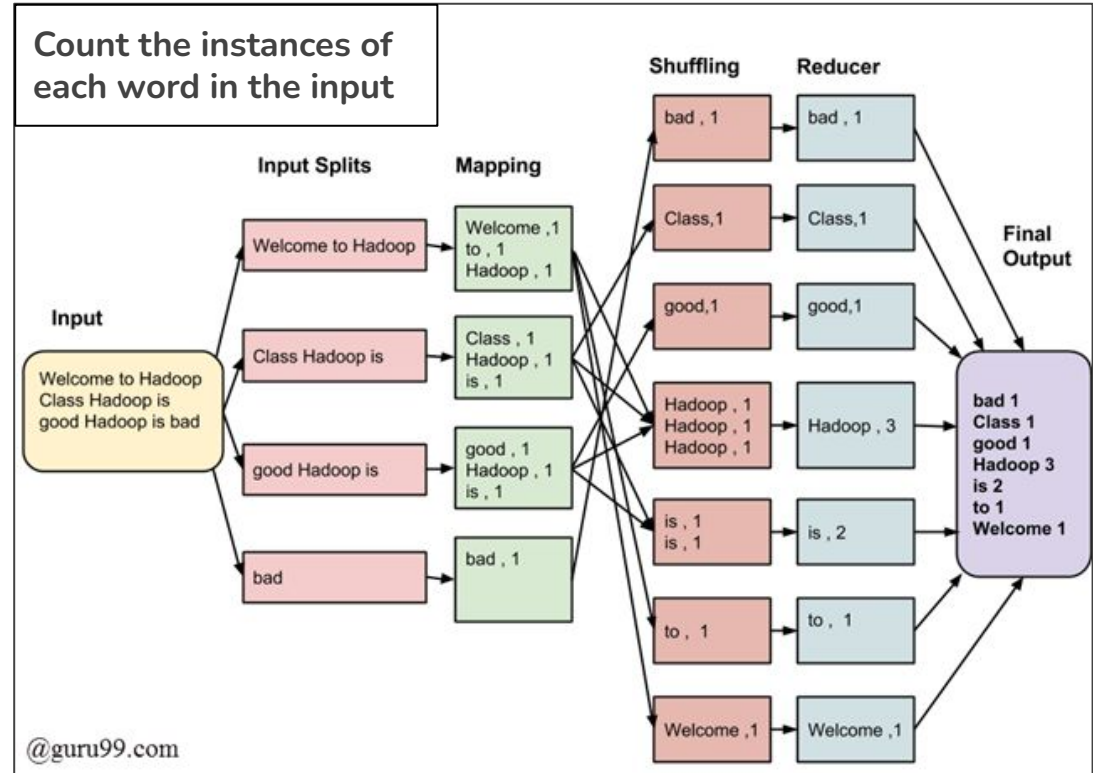 Count the instances of
each word in the input
Input
Welcome to Hadoop
Class Hadoop is
good Hadoop is bad
Input Splits
Welcome to Hadoop
Class Hadoop is
good Hadoop is
bad
Mapping
Welcome ,1
to , 1
Hadoop , 1
Class , 1
Hadoop , 1
is , 1
good , 1
Hadoop , 1
is , 1
bad , 1
Shuffling
bad , 1
Class,1
good,1
Hadoop , 1
Hadoop , 1
Hadoop , 1
is , 1
is , 1
to , 1
Welcome ,1
Reducer
bad , 1
Class,1
good,1
Hadoop , 3
is , 2
to , 1
Welcome ,1
Final
Output
bad 1
Class 1
good 1
Hadoop 3
is 2
to 1
Welcome 1
@guru99.com